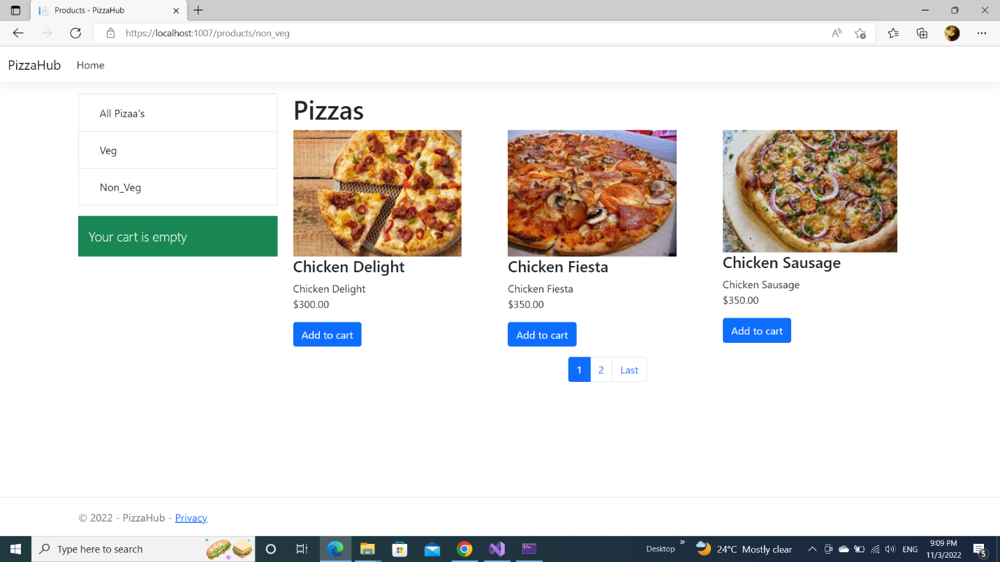 Products - PizzaHub
https://localhost:1007/products/non_veg
PizzaHub Home
All Pizaa's
Veg
Non_Veg
Your cart is empty
Pizzas
Chicken Delight
Chicken Delight
$300.00
Add to cart
Chicken Fiesta
Chicken Fiesta
$350.00
Add to cart
Chicken Sausage
Chicken Sausage
$350.00
Add to cart
1 2 Last
© 2022 - PizzaHub - Privacy
Type here to search
Desktop
24°C Mostly clear
ENG
9:09 PM
11/3/2022
5